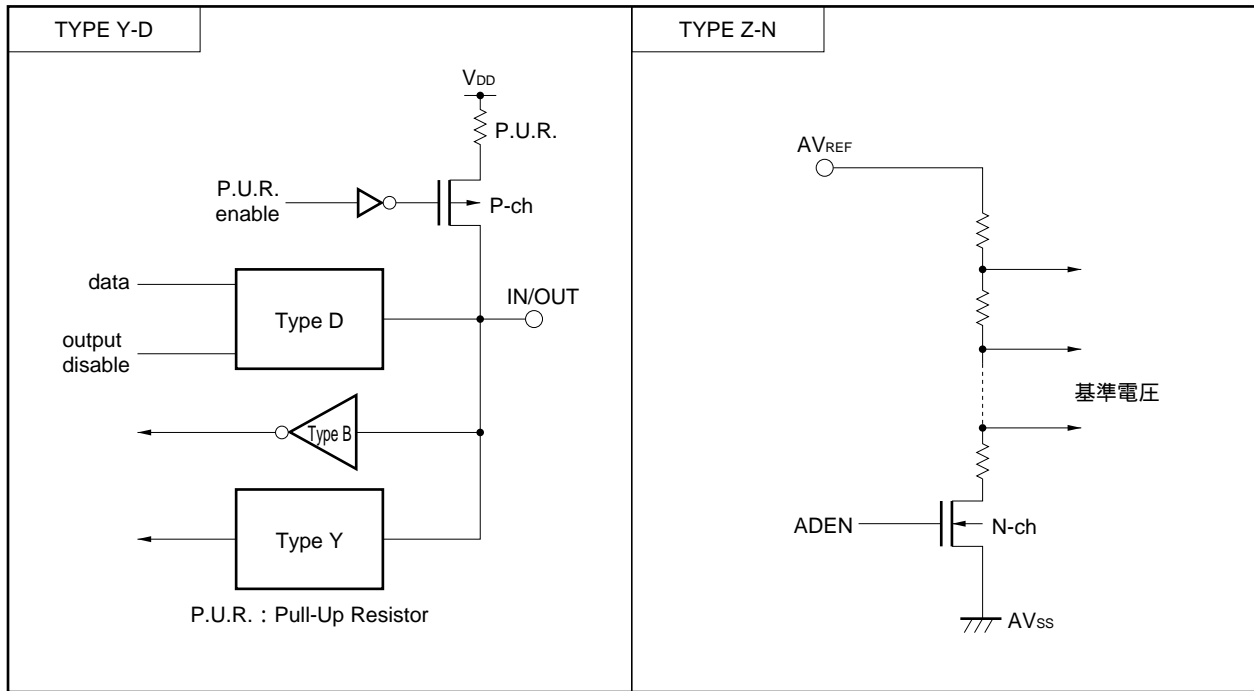 TYPE Y-D
VDD
P.U.R.
P.U.R.
enable
P-ch
data
IN/OUT
Type D
output
disable
Type B
Type Y
P.U.R. : Pull-Up Resistor
TYPE Z-N
AVREF
基準電圧
ADEN
N-ch
AVSS